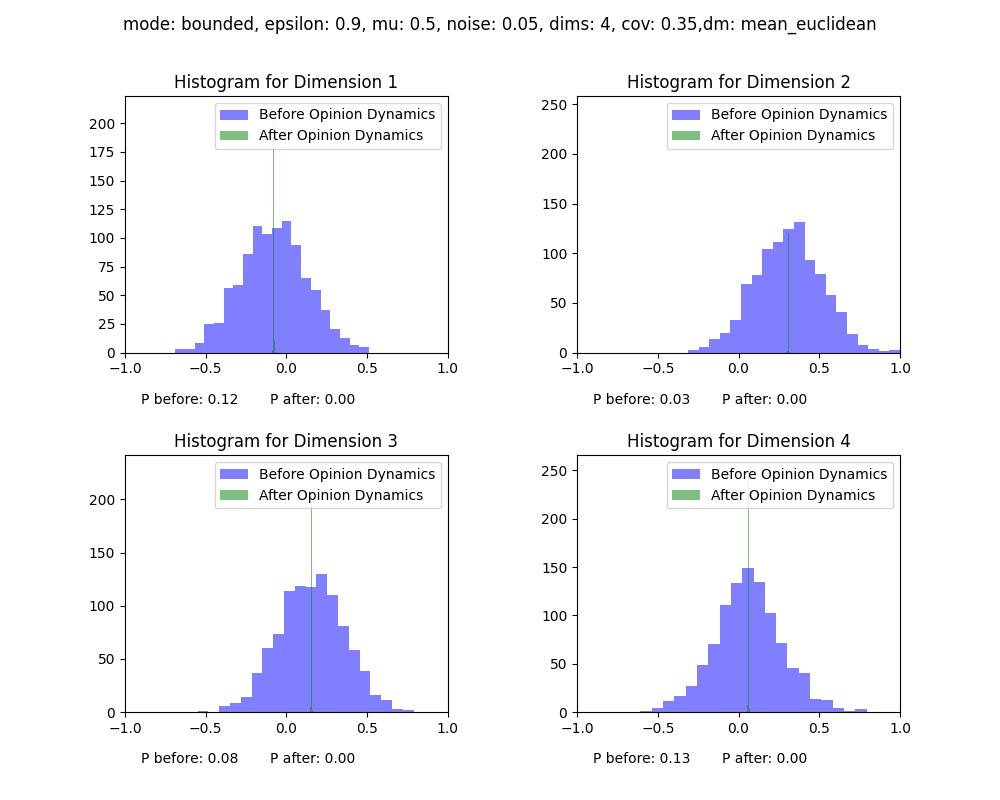 mode: bounded, epsilon: 0.9, mu: 0.5, noise: 0.05, dims: 4, cov: 0.35,dm: mean_euclidean
Histogram for Dimension 1
Before Opinion Dynamics
After Opinion Dynamics
200
175
150
125
100
75
50
25
0
−1.0 −0.5 0.0 0.5 1.0
P before: 0.12 P after: 0.00
Histogram for Dimension 2
Before Opinion Dynamics
After Opinion Dynamics
250
200
150
100
50
0
−1.0 −0.5 0.0 0.5 1.0
P before: 0.03 P after: 0.00
Histogram for Dimension 3
Before Opinion Dynamics
After Opinion Dynamics
200
150
100
50
0
−1.0 −0.5 0.0 0.5 1.0
P before: 0.08 P after: 0.00
Histogram for Dimension 4
Before Opinion Dynamics
After Opinion Dynamics
250
200
150
100
50
0
−1.0 −0.5 0.0 0.5 1.0
P before: 0.13 P after: 0.00